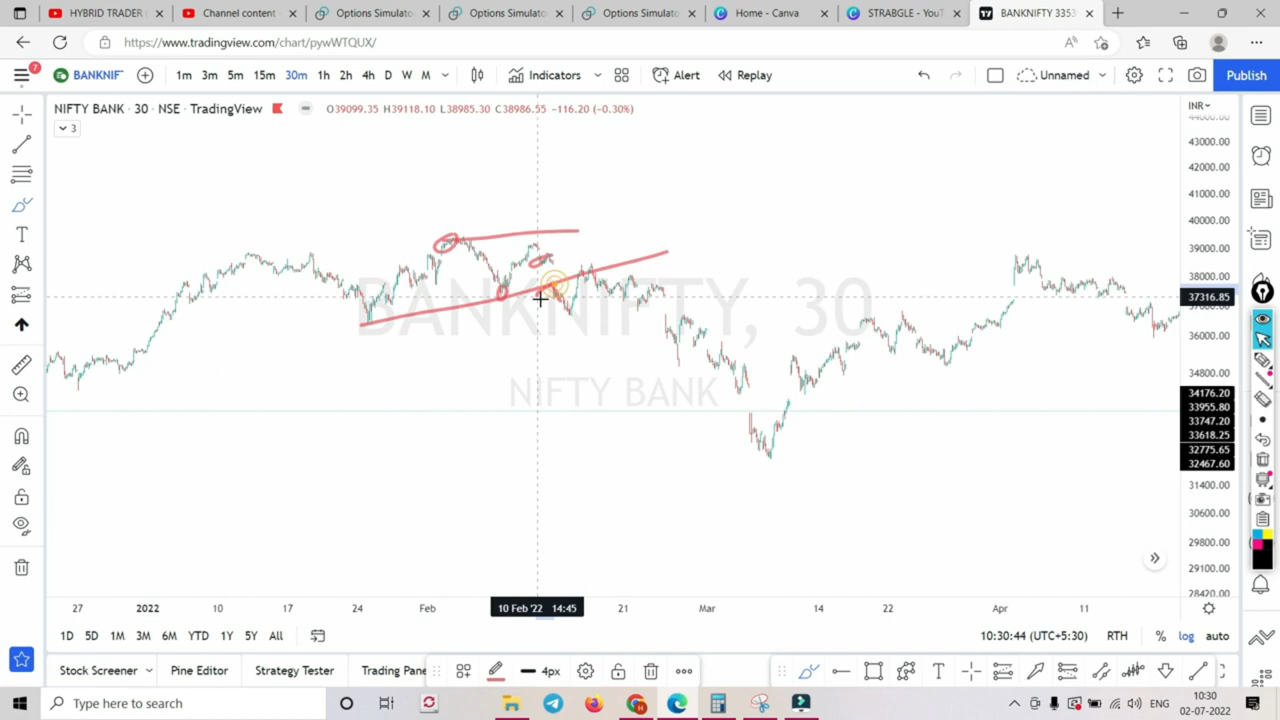 HYBRID TRADER (
Channel content
Options Simulato
Options Simulato
Options Simulato
Home - Canva
STRABGLE - YouT
BANKNIFTY 3353
https://www.tradingview.com/chart/pywWTQUX/
7
BANKNIF
1m 3m 5m 15m 30m 1h 2h 4h D W M
Indicators
Alert
Replay
Unnamed
Publish
NIFTY BANK · 30 · NSE · TradingView
O39099.35 H39118.10 L38985.30 C38986.55 −116.20 (−0.30%)
INR
3
44000.00
43000.00
42000.00
41000.00
40000.00
39000.00
38000.00
37316.85
37000.00
36000.00
34800.00
34176.20
33955.80
33747.20
33618.25
32775.65
32467.60
31400.00
30600.00
29800.00
29100.00
28420.00
BANKNIFTY, 30
NIFTY BANK
27 2022 10 17 24 Feb 10 Feb '22 14:45 21 Mar 14 22 Apr 11
1D 5D 1M 3M 6M YTD 1Y 5Y All
10:30:44 (UTC+5:30) RTH % log auto
Stock Screener
Pine Editor
Strategy Tester
Trading Pane
4px
T
Type here to search
ENG
10:30
02-07-2022